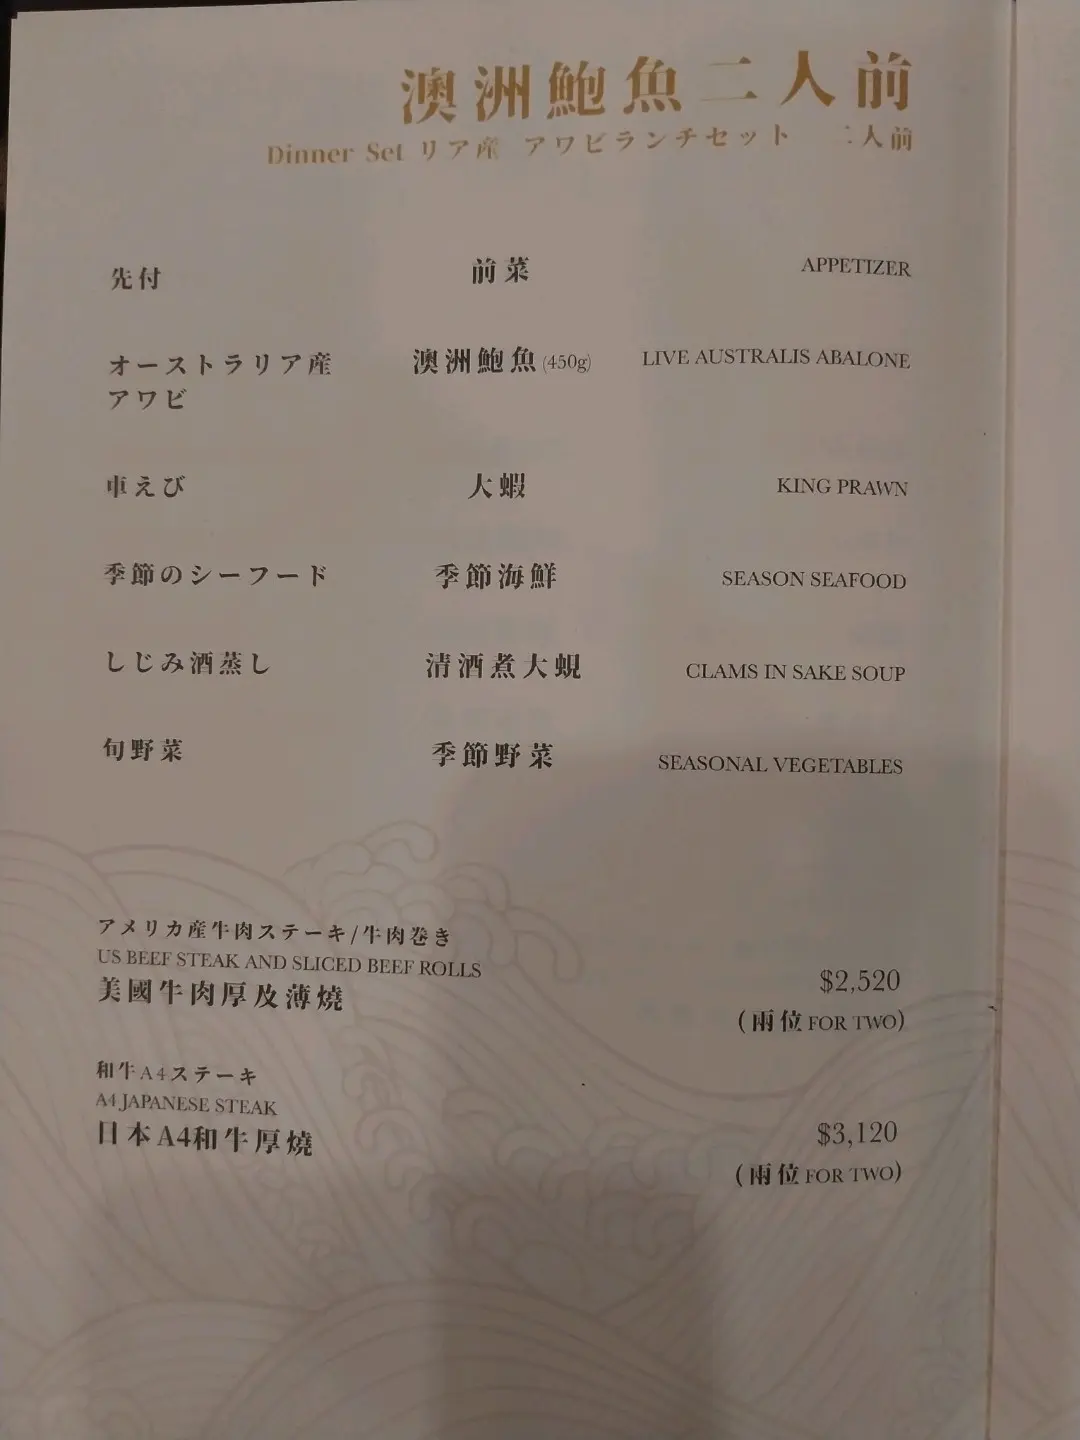 澳洲鮑魚二人前
Dinner Set リア産 アワビランチセット 二人前
先付 前菜 APPETIZER
オーストラリア産 澳洲鮑魚(450g) LIVE AUSTRALIS ABALONE
アワビ
車えび 大蝦 KING PRAWN
季節のシーフード 季節海鮮 SEASON SEAFOOD
しじみ酒蒸し 清酒煮大蜆 CLAMS IN SAKE SOUP
旬野菜 季節野菜 SEASONAL VEGETABLES
アメリカ産牛肉ステーキ/牛肉巻き
US BEEF STEAK AND SLICED BEEF ROLLS
美國牛肉厚及薄燒
$2,520
(兩位 FOR TWO)
和牛A4ステーキ
A4 JAPANESE STEAK
日本A4和牛厚燒
$3,120
(兩位 FOR TWO)